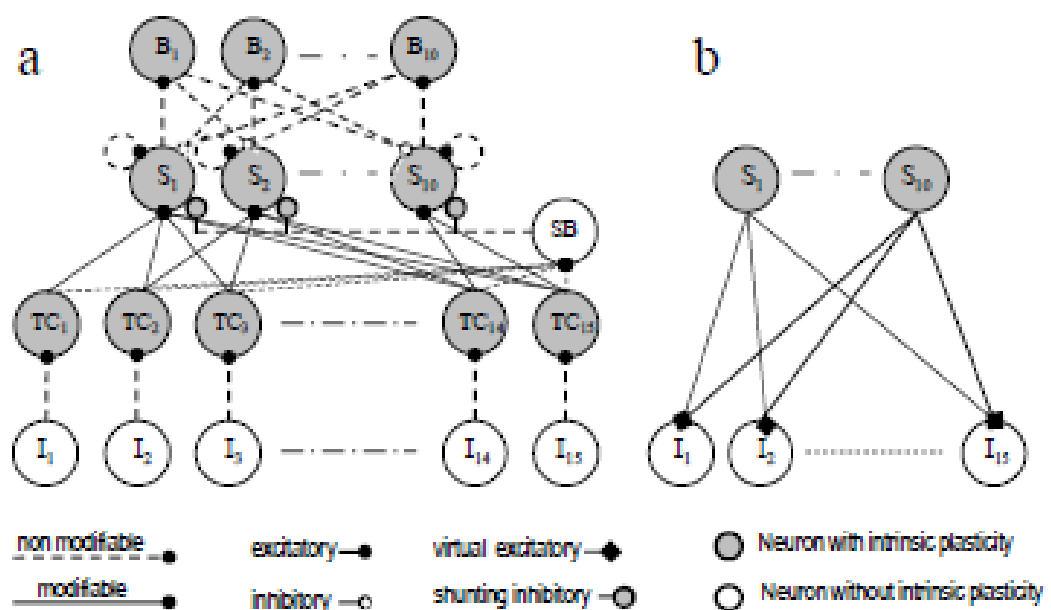 a
B₁ B₂ B₁₀
b
S₁ S₂ S₁₀
S₁ S₁₀
SB
TC₁ TC₂ TC₃ TC₁₄ TC₁₅
I₁ I₂ I₃ I₁₄ I₁₅
I₁ I₂ I₁₅
non modifiable
excitatory
virtual excitatory
Neuron with intrinsic plasticity
modifiable
inhibitory
shunting inhibitory
Neuron without intrinsic plasticity